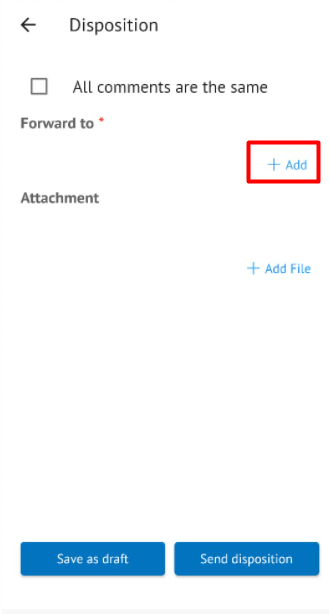 Disposition
All comments are the same
Forward to *
+ Add
Attachment
+ Add File
Save as draft
Send disposition